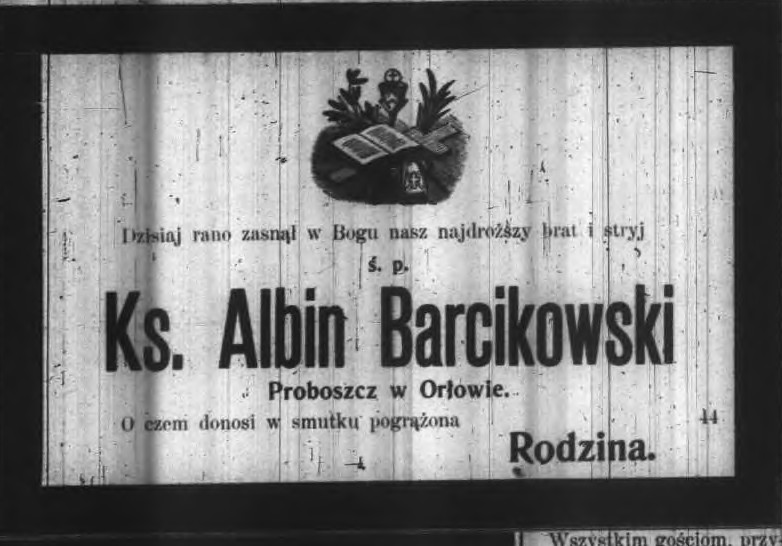 Dzisiaj rano zasnął w Bogu nasz najdroższy brat i stryj
ś. p.
Ks. Albin Barcikowski
Proboszcz w Orłowie.
O czem donosi w smutku pogrążona
44
Rodzina.
Wszystkim gościom, przy-